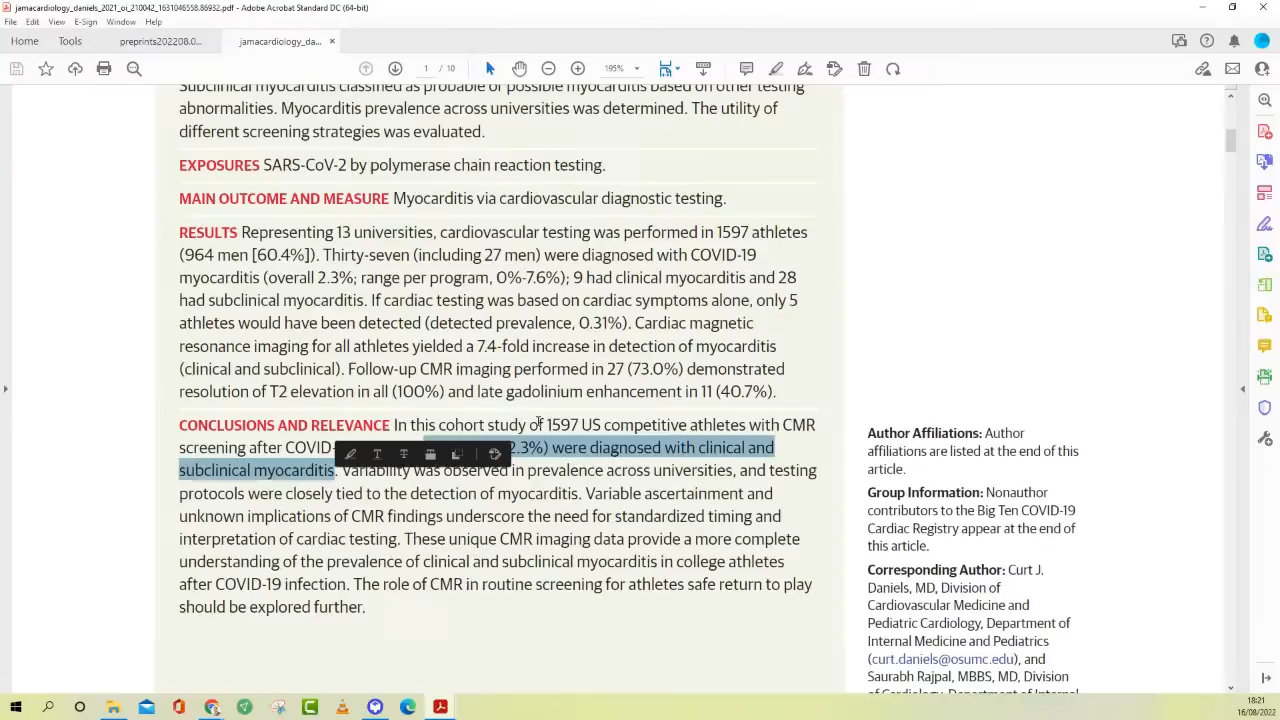 jamacardiology_daniels_2021_oi_210042_1631046558.86932.pdf - Adobe Acrobat Standard DC (64-bit)
File Edit View E-Sign Window Help
Home Tools preprints202208.0... jamacardiology_da... ×
1 / 10 195%
Subclinical myocarditis classified as probable or possible myocarditis based on other testing
abnormalities. Myocarditis prevalence across universities was determined. The utility of
different screening strategies was evaluated.
EXPOSURES SARS-CoV-2 by polymerase chain reaction testing.
MAIN OUTCOME AND MEASURE Myocarditis via cardiovascular diagnostic testing.
RESULTS Representing 13 universities, cardiovascular testing was performed in 1597 athletes
(964 men [60.4%]). Thirty-seven (including 27 men) were diagnosed with COVID-19
myocarditis (overall 2.3%; range per program, 0%-7.6%); 9 had clinical myocarditis and 28
had subclinical myocarditis. If cardiac testing was based on cardiac symptoms alone, only 5
athletes would have been detected (detected prevalence, 0.31%). Cardiac magnetic
resonance imaging for all athletes yielded a 7.4-fold increase in detection of myocarditis
(clinical and subclinical). Follow-up CMR imaging performed in 27 (73.0%) demonstrated
resolution of T2 elevation in all (100%) and late gadolinium enhancement in 11 (40.7%).
CONCLUSIONS AND RELEVANCE In this cohort study of 1597 US competitive athletes with CMR
screening after COVID- 2.3%) were diagnosed with clinical and
subclinical myocarditis. Variability was observed in prevalence across universities, and testing
protocols were closely tied to the detection of myocarditis. Variable ascertainment and
unknown implications of CMR findings underscore the need for standardized timing and
interpretation of cardiac testing. These unique CMR imaging data provide a more complete
understanding of the prevalence of clinical and subclinical myocarditis in college athletes
after COVID-19 infection. The role of CMR in routine screening for athletes safe return to play
should be explored further.
Author Affiliations: Author
affiliations are listed at the end of this
article.
Group Information: Nonauthor
contributors to the Big Ten COVID-19
Cardiac Registry appear at the end of
this article.
Corresponding Author: Curt J.
Daniels, MD, Division of
Cardiovascular Medicine and
Pediatric Cardiology, Department of
Internal Medicine and Pediatrics
(curt.daniels@osumc.edu), and
Saurabh Rajpal, MBBS, MD, Division
of Cardiology, Department of Internal
18:21
16/08/2022